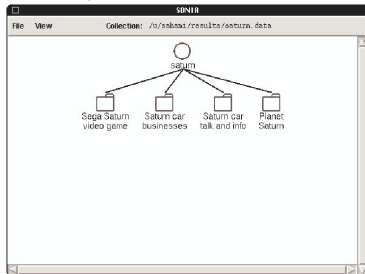 SONIA
File View Collection: /u/sahami/results/saturn.data
saturn
Sega Saturn
video game
Saturn car
businesses
Saturn car
talk and info
Planet
Saturn